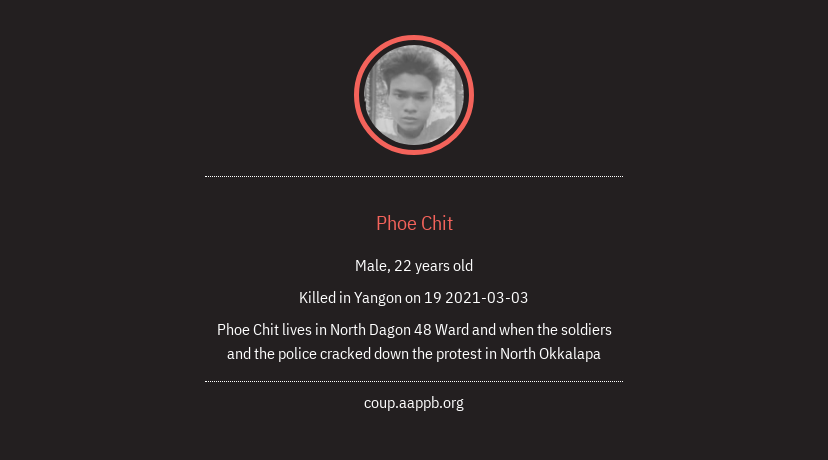 Phoe Chit
Male, 22 years old
Killed in Yangon on 19 2021-03-03
Phoe Chit lives in North Dagon 48 Ward and when the soldiers
and the police cracked down the protest in North Okkalapa
coup.aappb.org